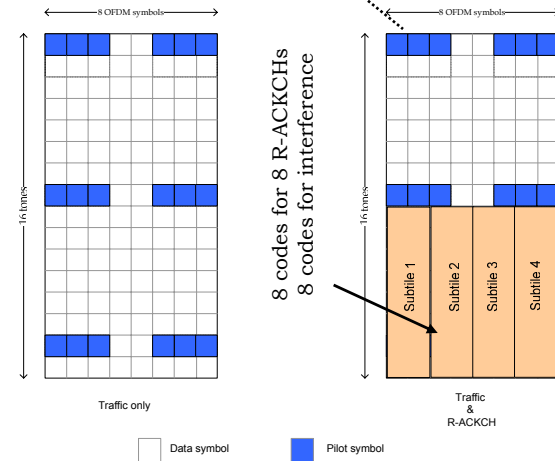 8 OFDM symbols
16 tones
Traffic only
8 codes for 8 R-ACKCHs
8 codes for interference
8 OFDM symbols
16 tones
Subtile 1
Subtile 2
Subtile 3
Subtile 4
Traffic
&
R-ACKCH
Data symbol
Pilot symbol